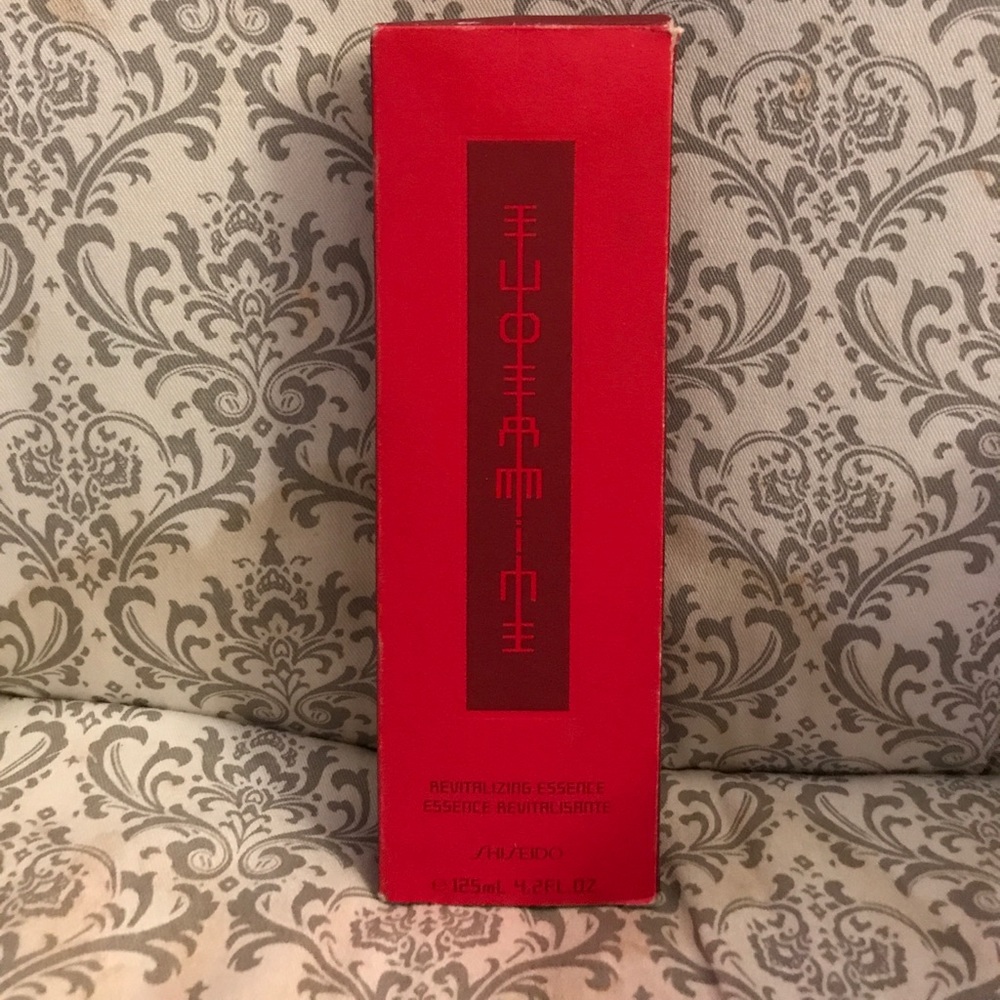 EUDERMINE
REVITALIZING ESSENCE
ESSENCE REVITALISANTE
SHISEIDO
℮ 125mL 4.2FL OZ